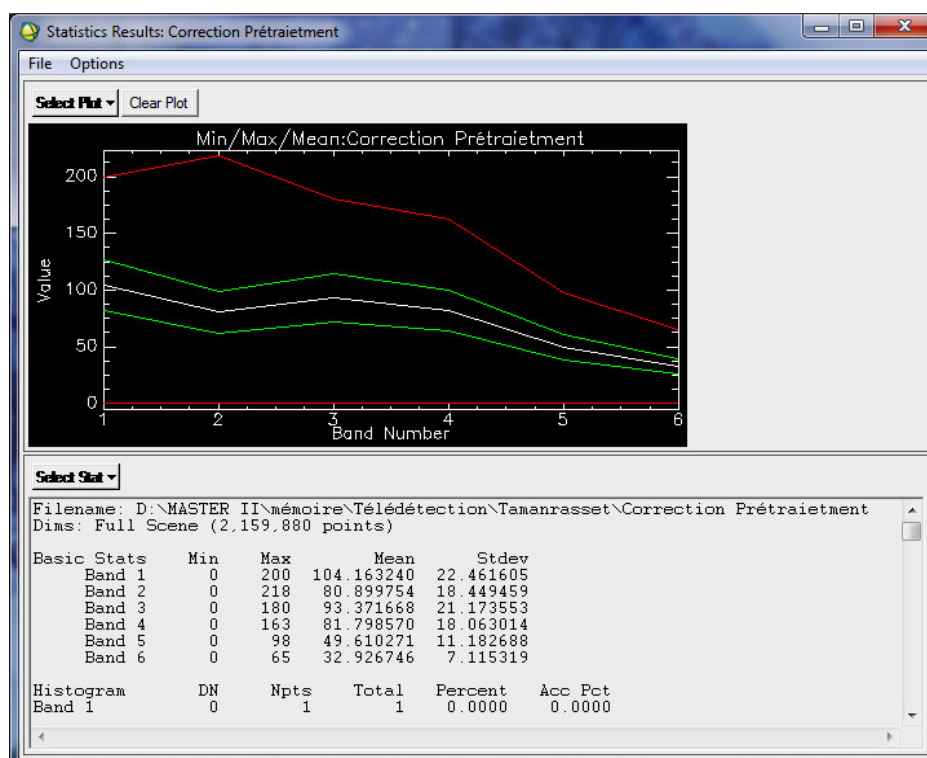 Statistics Results: Correction Prétraietment
File Options
Select Plot Clear Plot
Min/Max/Mean:Correction Prétraietment
200
150
100
50
0
Value
1 2 3 4 5 6
Band Number
Select Stat
Filename: D:\MASTER II\mémoire\Télédétection\Tamanrasset\Correction Prétraietment
Dims: Full Scene (2,159,880 points)
Basic Stats Min Max Mean Stdev
Band 1 0 200 104.163240 22.461605
Band 2 0 218 80.899754 18.449459
Band 3 0 180 93.371668 21.173553
Band 4 0 163 81.798570 18.063014
Band 5 0 98 49.610271 11.182688
Band 6 0 65 32.926746 7.115319
Histogram DN Npts Total Percent Acc Pct
Band 1 0 1 1 0.0000 0.0000